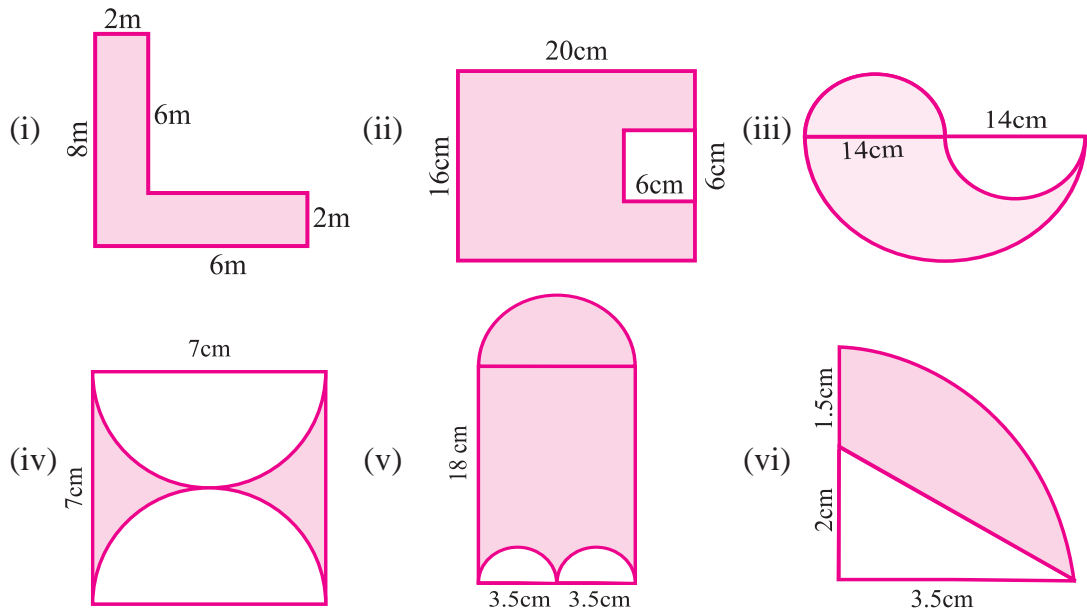 2m
(i)
8m
6m
2m
6m
(ii)
20cm
16cm
6cm
6cm
(iii)
14cm
14cm
(iv)
7cm
7cm
(v)
18 cm
3.5cm 3.5cm
(vi)
1.5cm
2cm
3.5cm